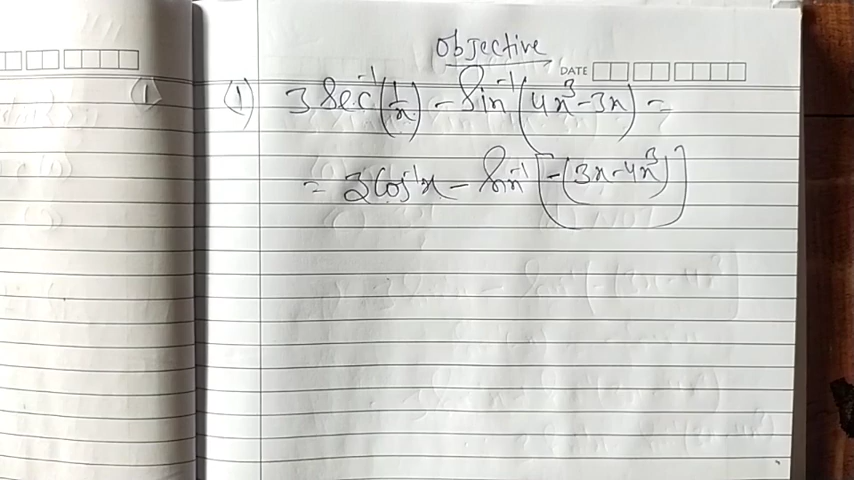 Objective
DATE
(1) 3 Sec⁻¹(1/x) - Sin⁻¹(4x³-3x) =
= 3Cos⁻¹x - Sin⁻¹[-(3x-4x³)]